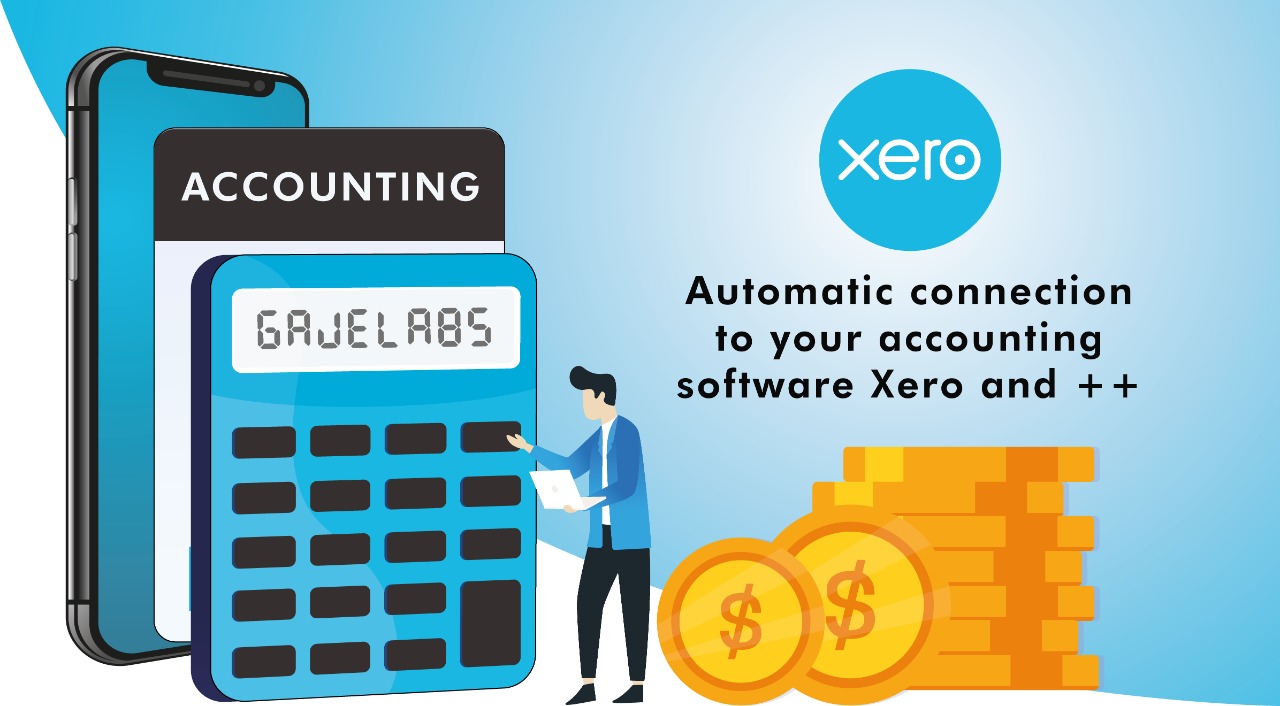 ACCOUNTING
GAJELABS
xero
Automatic connection
to your accounting
software Xero and ++
$
$